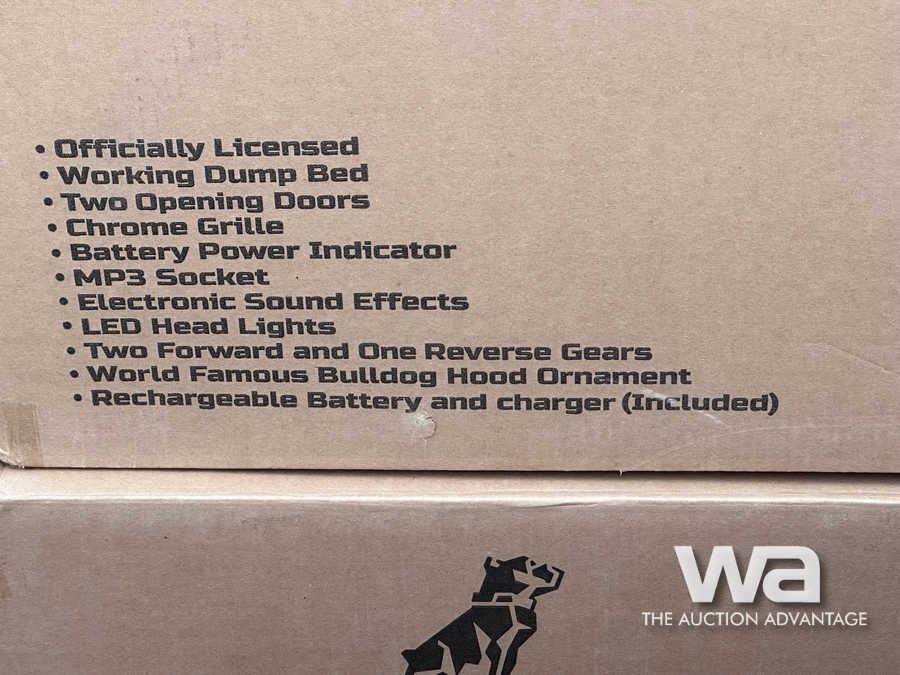 • Officially Licensed
• Working Dump Bed
• Two Opening Doors
• Chrome Grille
• Battery Power Indicator
• MP3 Socket
• Electronic Sound Effects
• LED Head Lights
• Two Forward and One Reverse Gears
• World Famous Bulldog Hood Ornament
• Rechargeable Battery and charger (Included)
wa
THE AUCTION ADVANTAGE